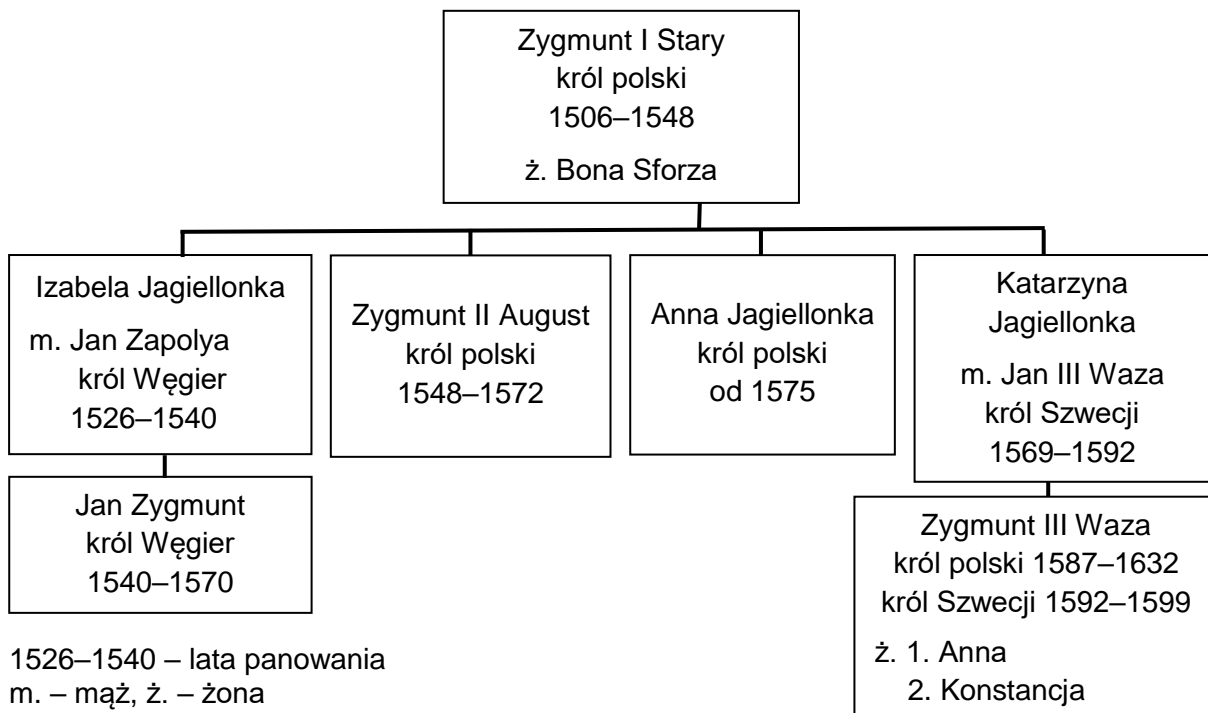 Zygmunt I Stary
król polski
1506–1548
ż. Bona Sforza
Izabela Jagiellonka
m. Jan Zapolya
król Węgier
1526–1540
Zygmunt II August
król polski
1548–1572
Anna Jagiellonka
król polski
od 1575
Katarzyna
Jagiellonka
m. Jan III Waza
król Szwecji
1569–1592
Jan Zygmunt
król Węgier
1540–1570
Zygmunt III Waza
król polski 1587–1632
król Szwecji 1592–1599
ż. 1. Anna
2. Konstancja
1526–1540 – lata panowania
m. – mąż, ż. – żona